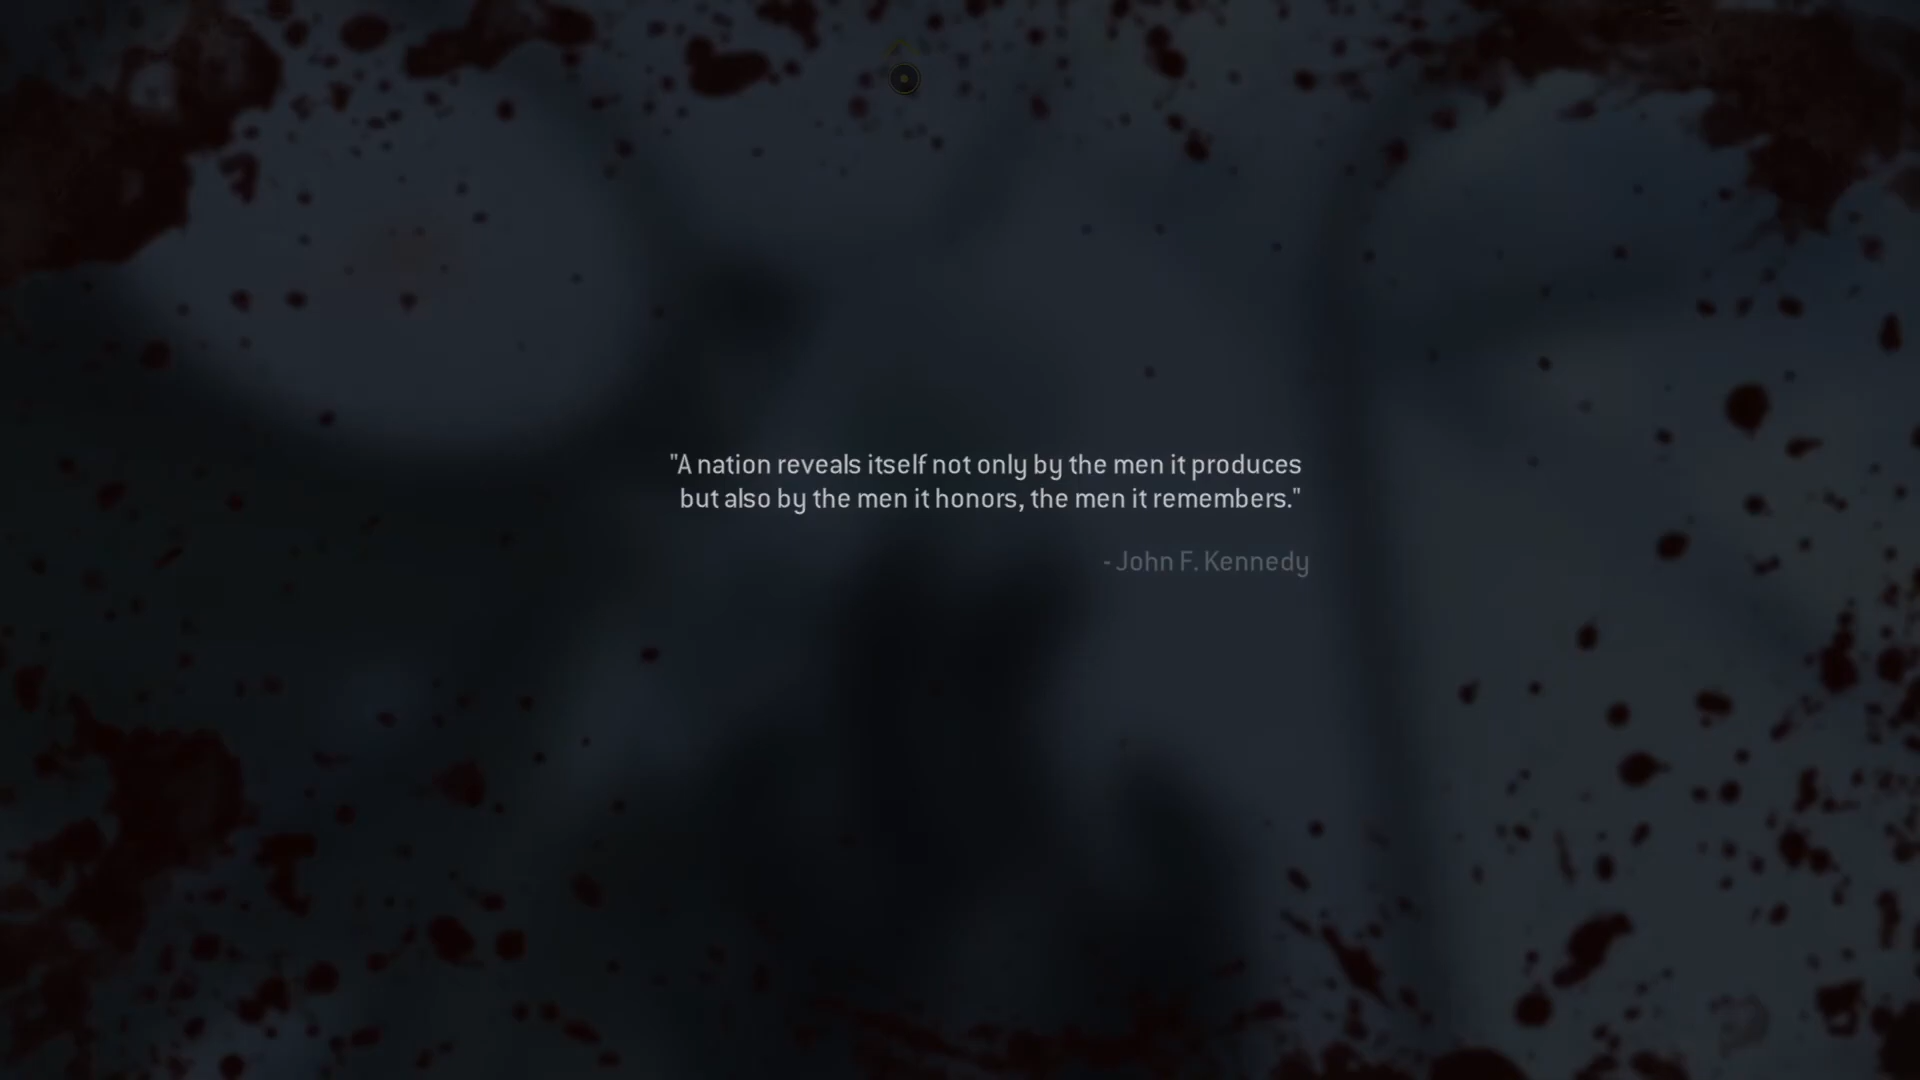 "A nation reveals itself not only by the men it produces
but also by the men it honors, the men it remembers."
- John F. Kennedy